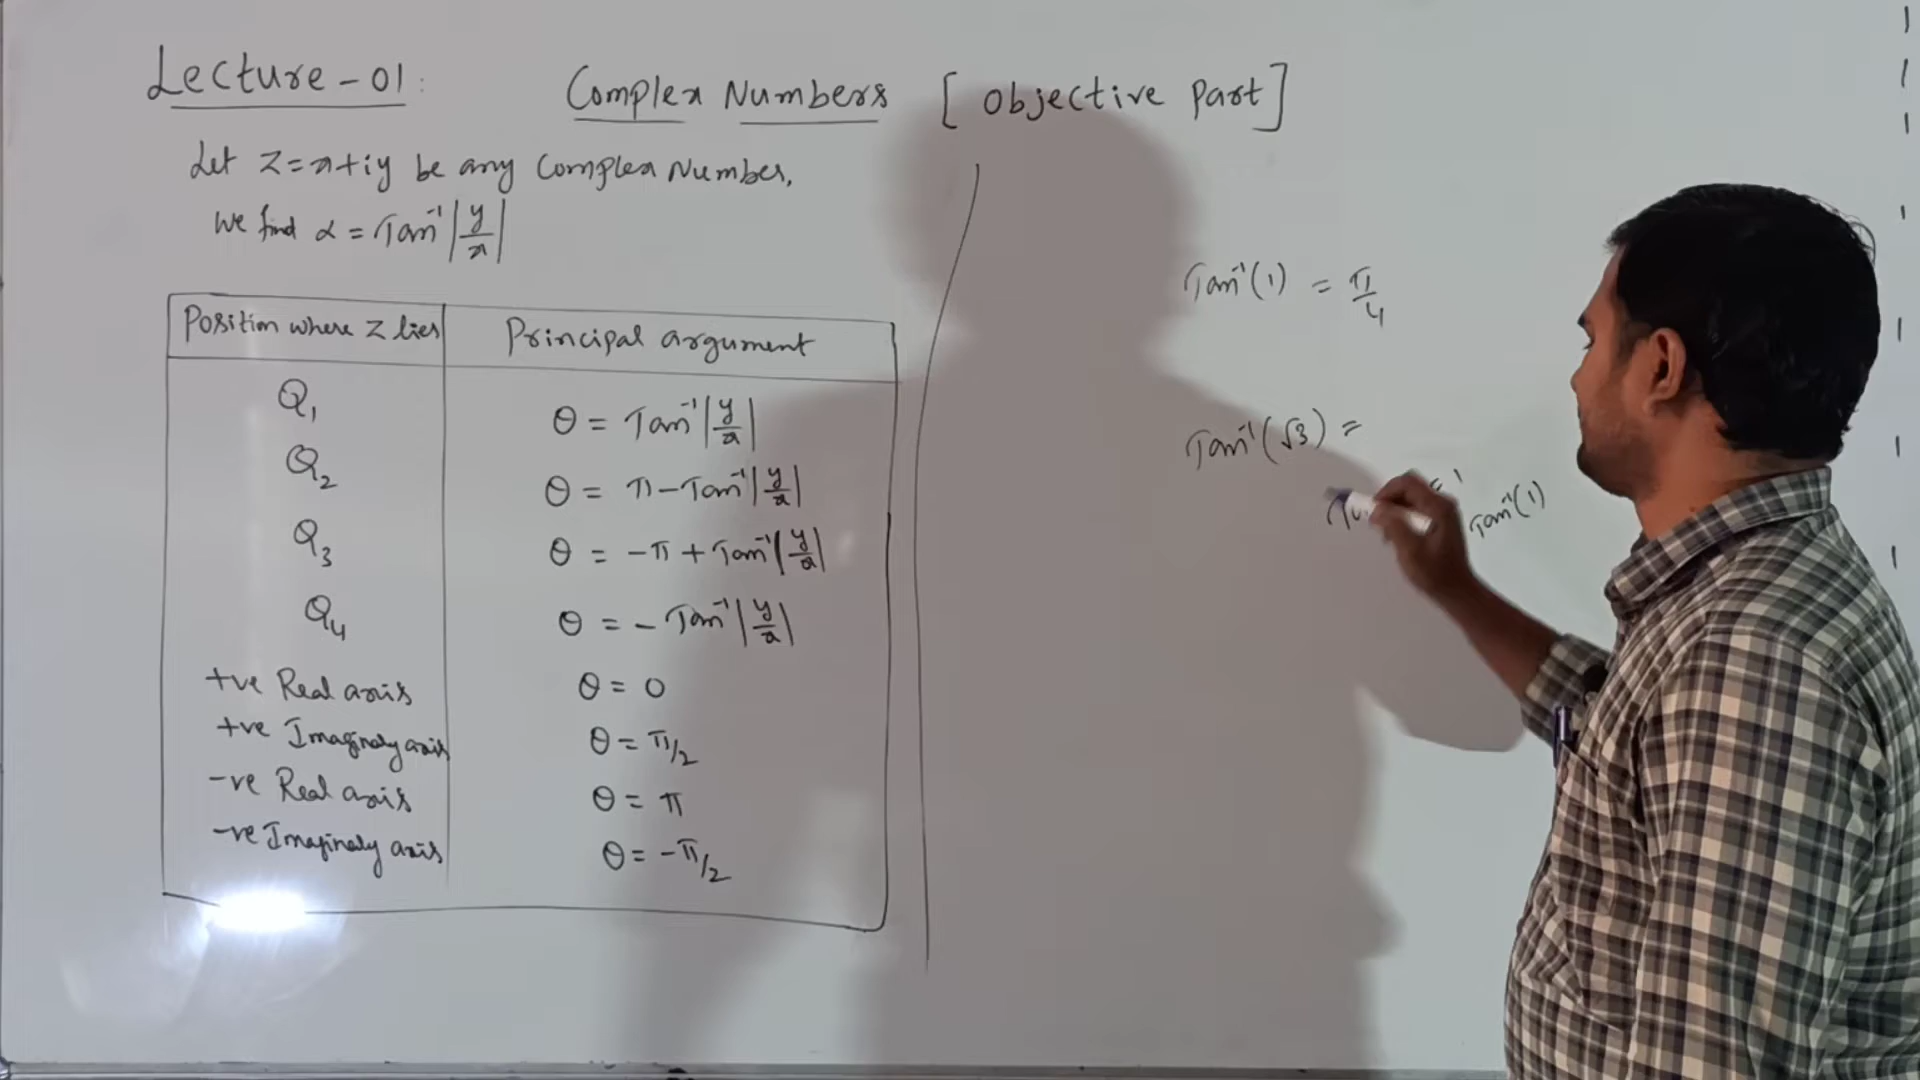 Lecture - 01:
Complex Numbers [ Objective Part ]
Let z = x+iy be any Complex Number,
We find α = Tan⁻¹|y/x|
Position where z lies | Principal argument
Q₁ θ = Tan⁻¹|y/x|
Q₂ θ = π - Tan⁻¹|y/x|
Q₃ θ = -π + Tan⁻¹|y/x|
Q₄ θ = - Tan⁻¹|y/x|
+ve Real axis θ = 0
+ve Imaginary axis θ = π/2
-ve Real axis θ = π
-ve Imaginary axis θ = -π/2
Tan⁻¹(1) = π/4
Tan⁻¹(√3) =
Tan⁻¹(1)